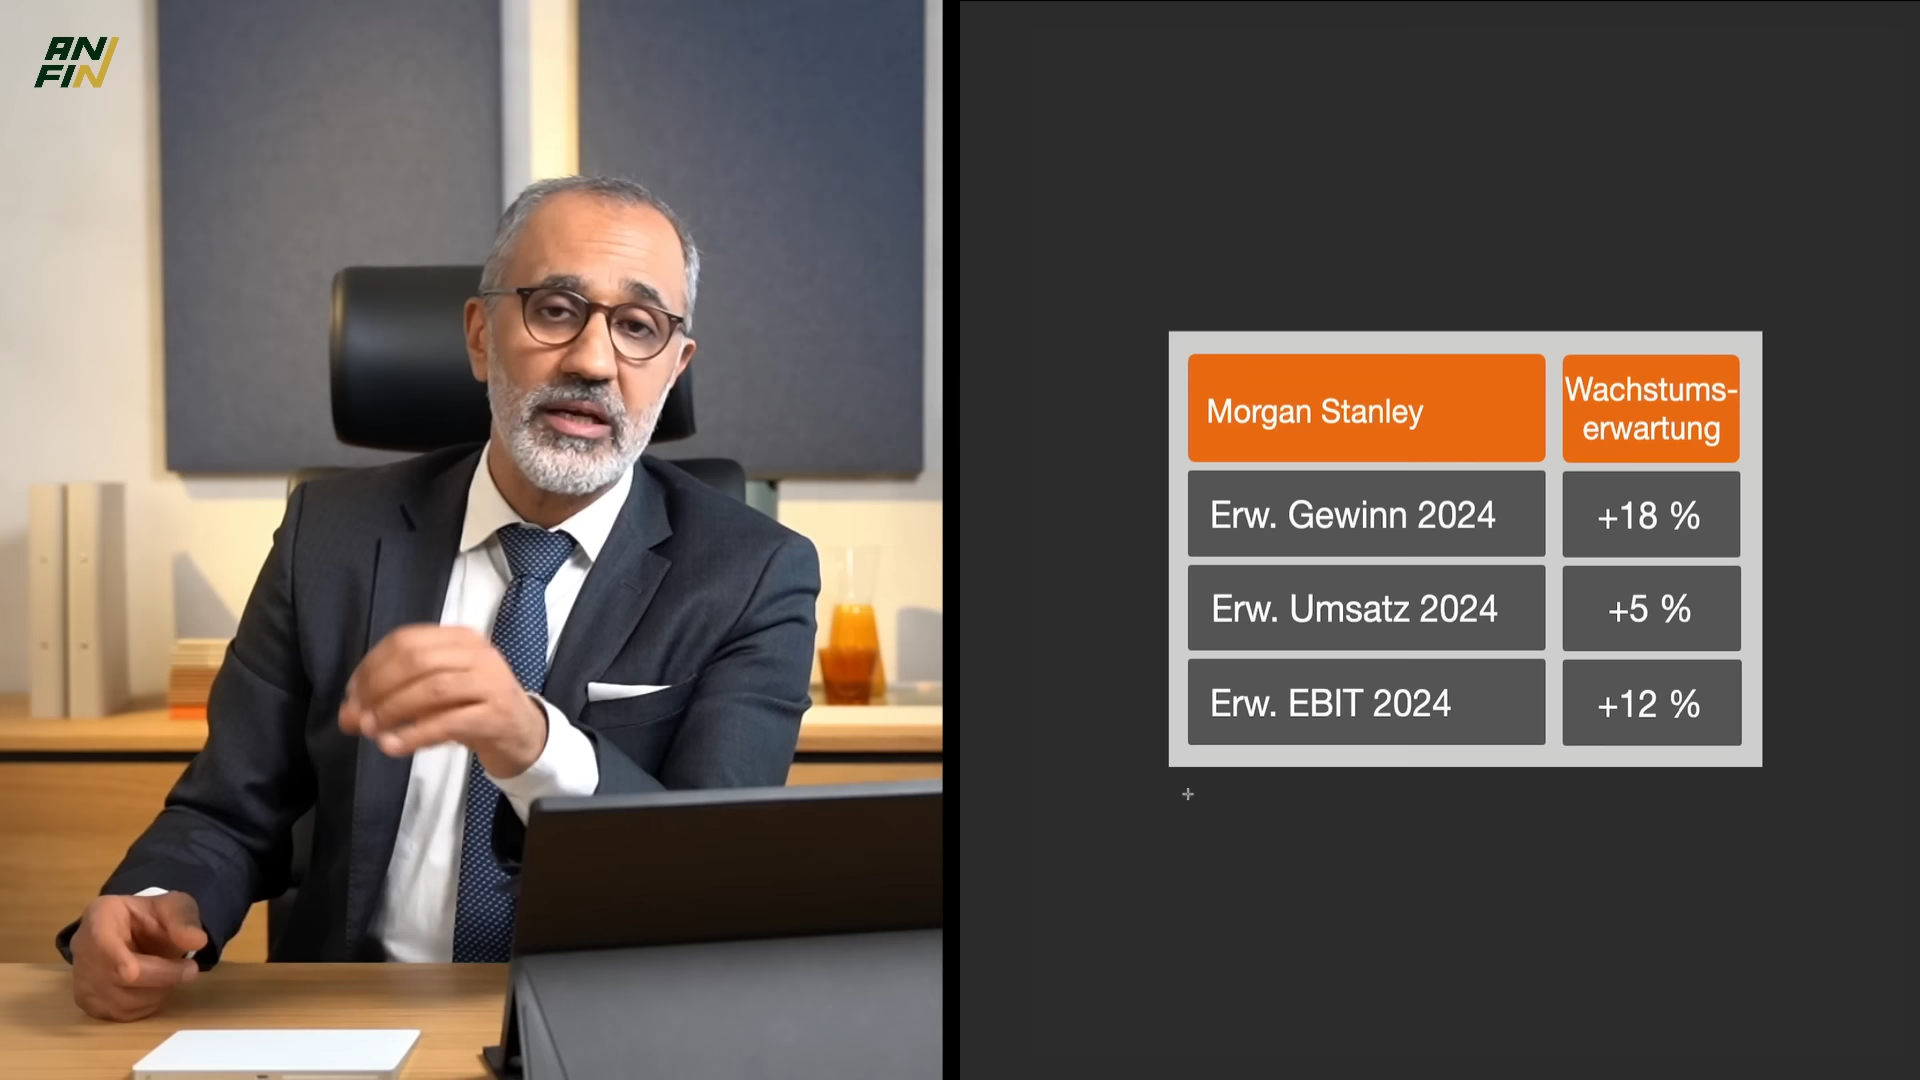 AN
FIN
Morgan Stanley
Wachstums-
erwartung
Erw. Gewinn 2024
+18 %
Erw. Umsatz 2024
+5 %
Erw. EBIT 2024
+12 %